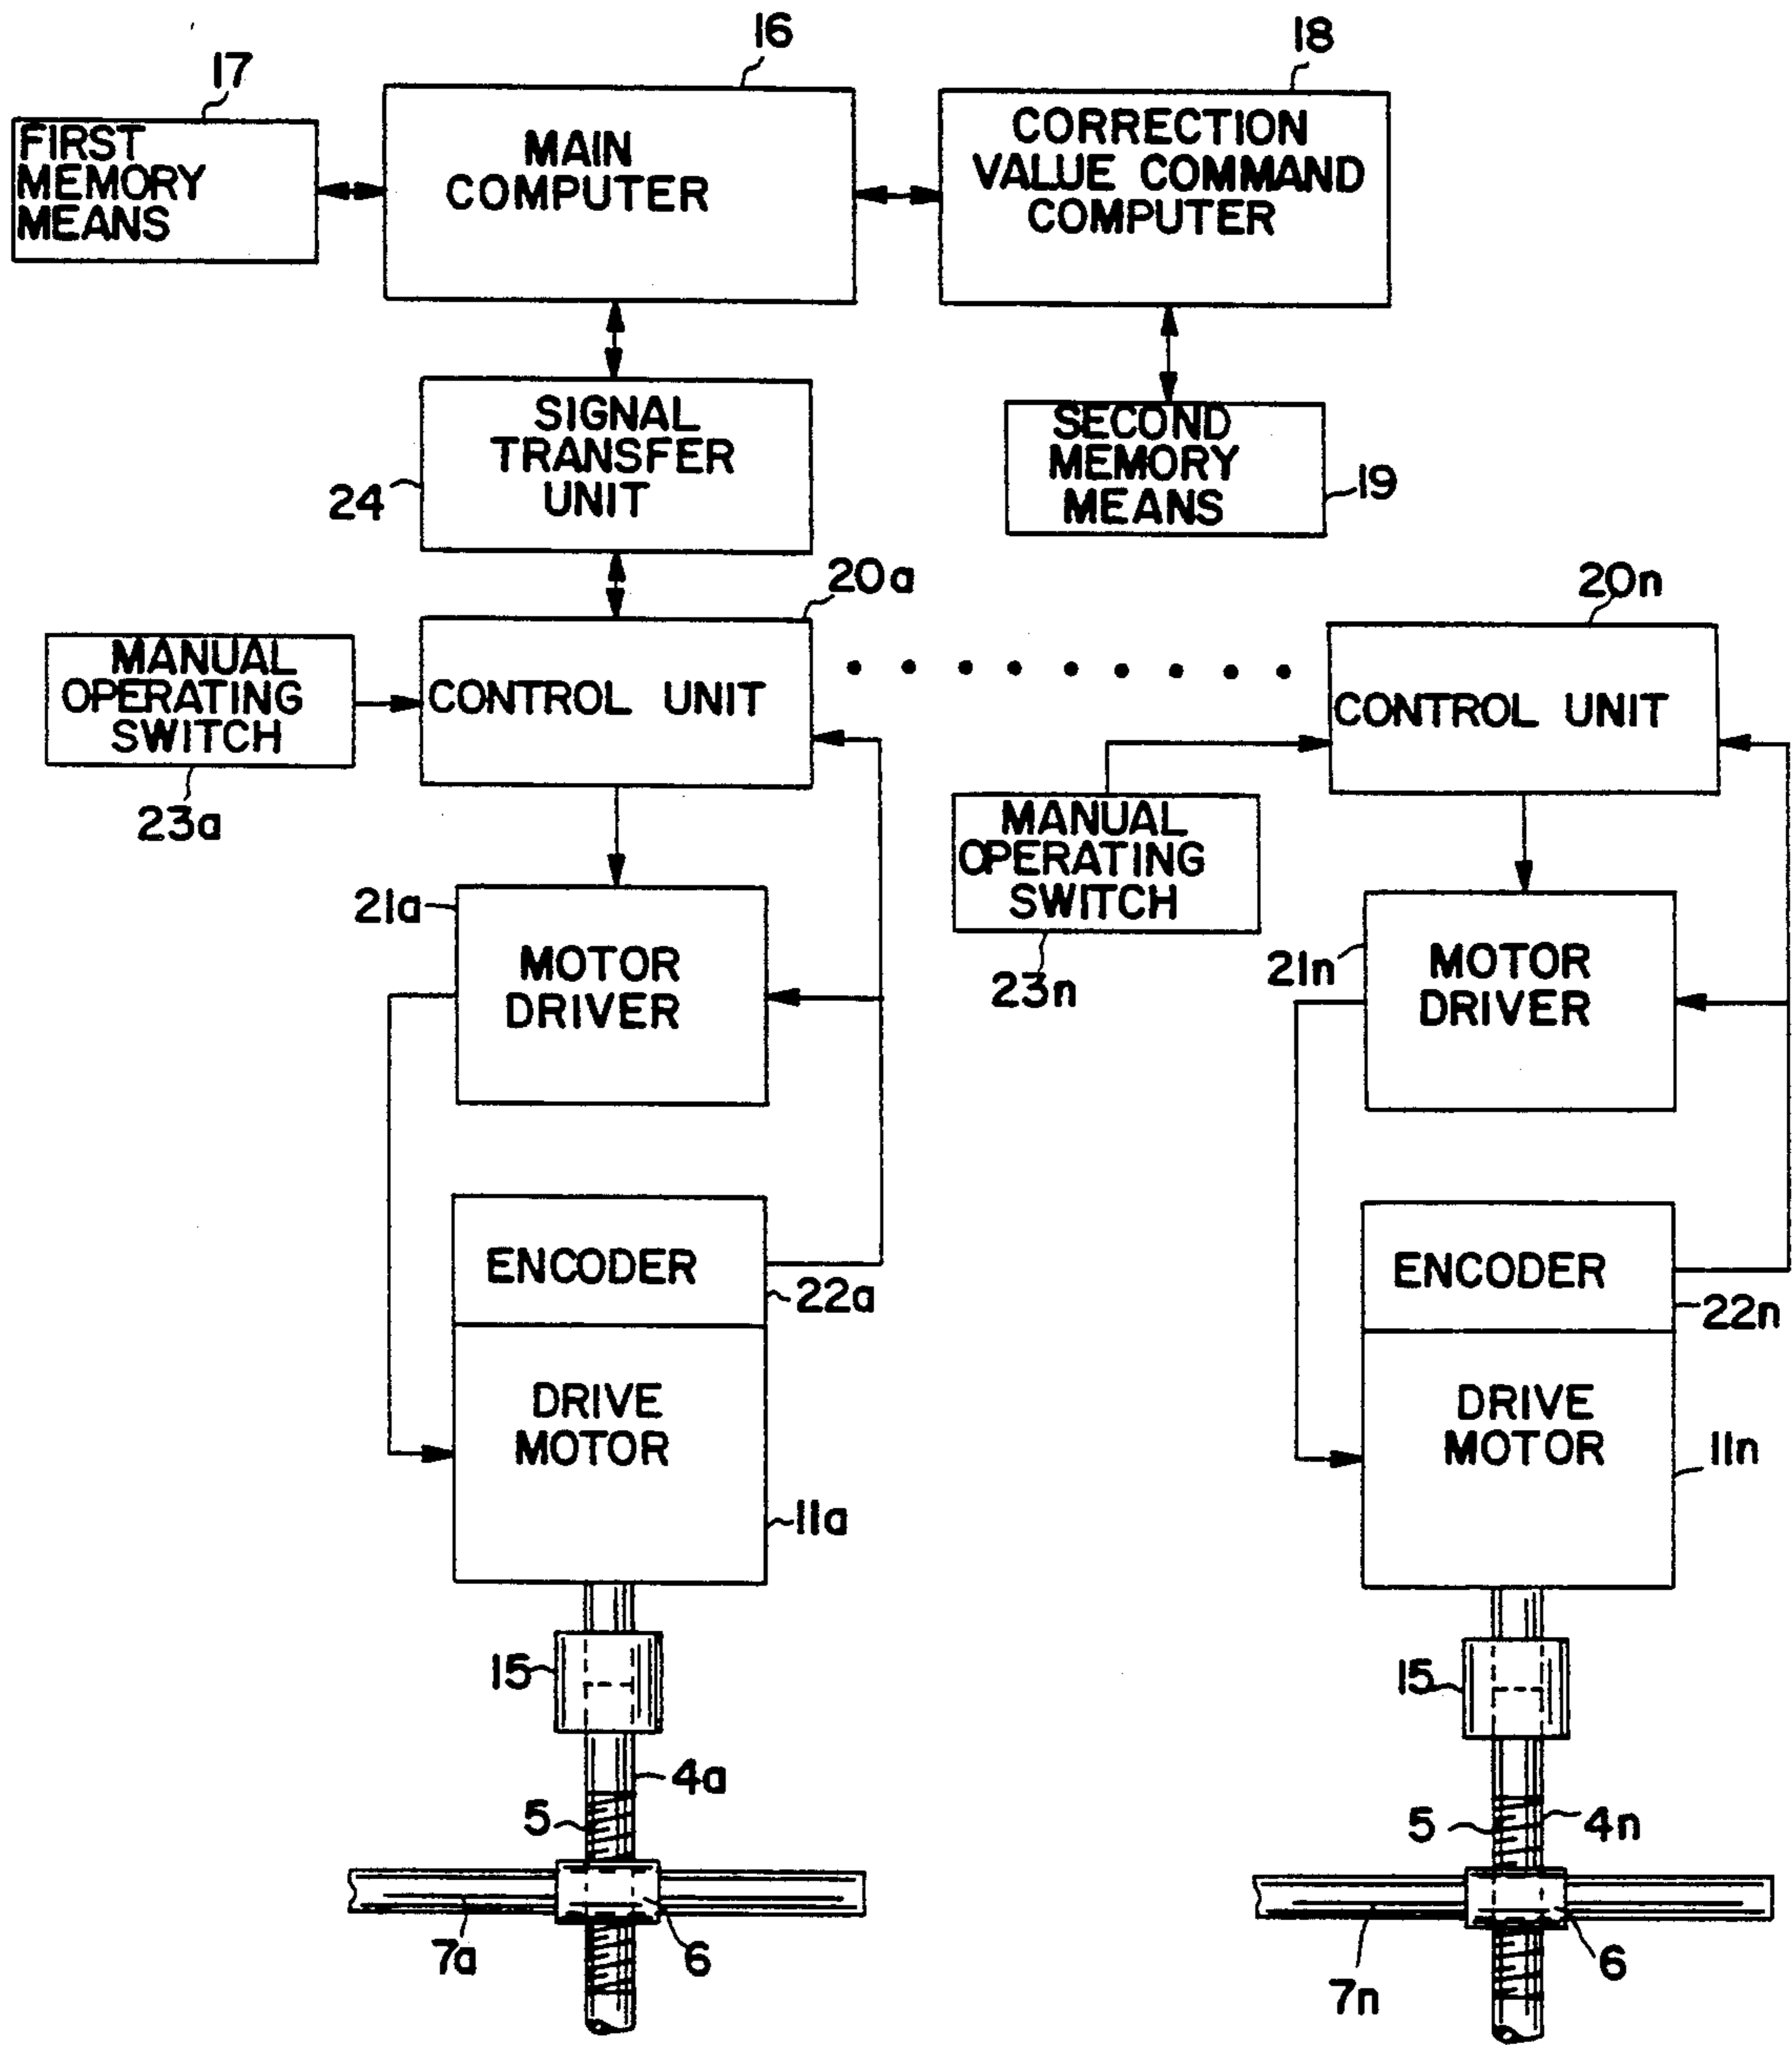 16
18
17
FIRST
MEMORY
MEANS
MAIN
COMPUTER
CORRECTION
VALUE COMMAND
COMPUTER
SIGNAL
TRANSFER
UNIT
24
SECOND
MEMORY
MEANS
19
20a
20n
MANUAL
OPERATING
SWITCH
23a
CONTROL UNIT
CONTROL UNIT
MANUAL
OPERATING
SWITCH
23n
21a
MOTOR
DRIVER
21n
MOTOR
DRIVER
ENCODER
22a
ENCODER
22n
DRIVE
MOTOR
11a
DRIVE
MOTOR
11n
15
15
4a
5
5
4n
7a
6
7n
6